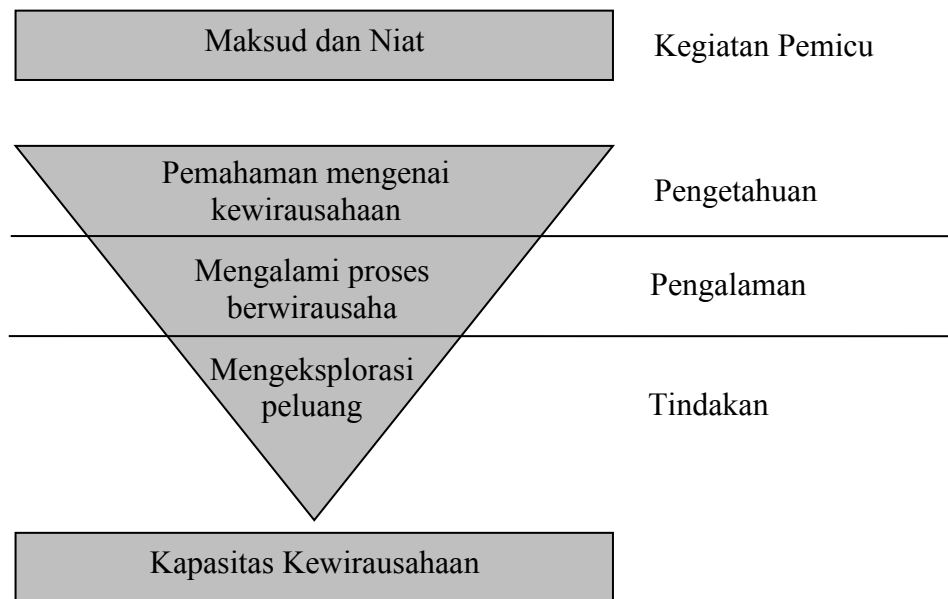 Maksud dan Niat
Kegiatan Pemicu
Pemahaman mengenai
kewirausahaan
Pengetahuan
Mengalami proses
berwirausaha
Pengalaman
Mengeksplorasi
peluang
Tindakan
Kapasitas Kewirausahaan